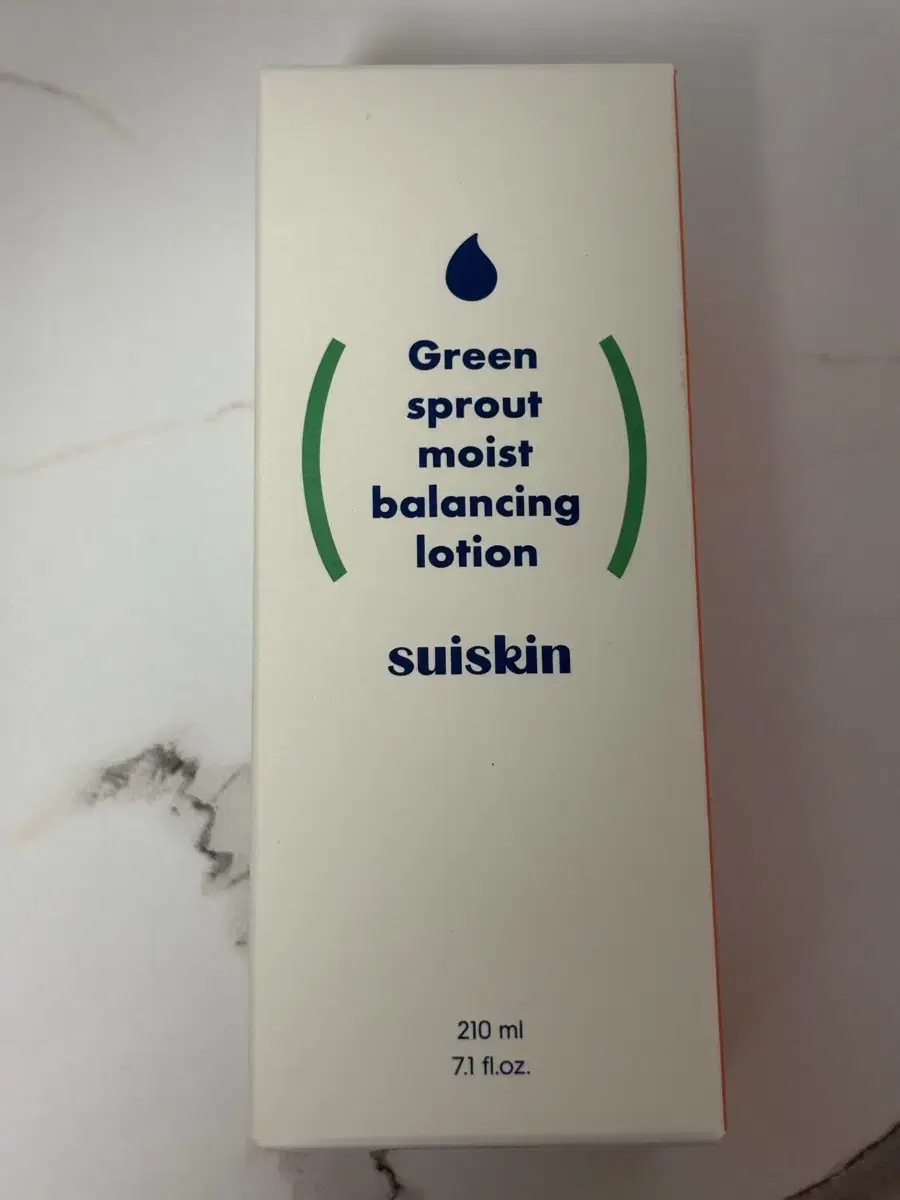 Green
sprout
moist
balancing
lotion
suiskin
210 ml
7.1 fl.oz.